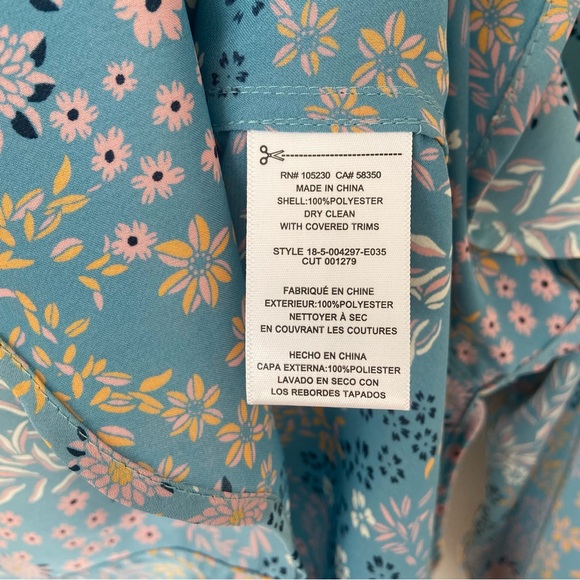 RN# 105230 CA# 58350
MADE IN CHINA
SHELL:100%POLYESTER
DRY CLEAN
WITH COVERED TRIMS
STYLE 18-5-004297-E035
CUT 001279
FABRIQUÉ EN CHINE
EXTERIEUR:100%POLYESTER
NETTOYER À SEC
EN COUVRANT LES COUTURES
HECHO EN CHINA
CAPA EXTERNA:100%POLIESTER
LAVADO EN SECO CON
LOS REBORDES TAPADOS